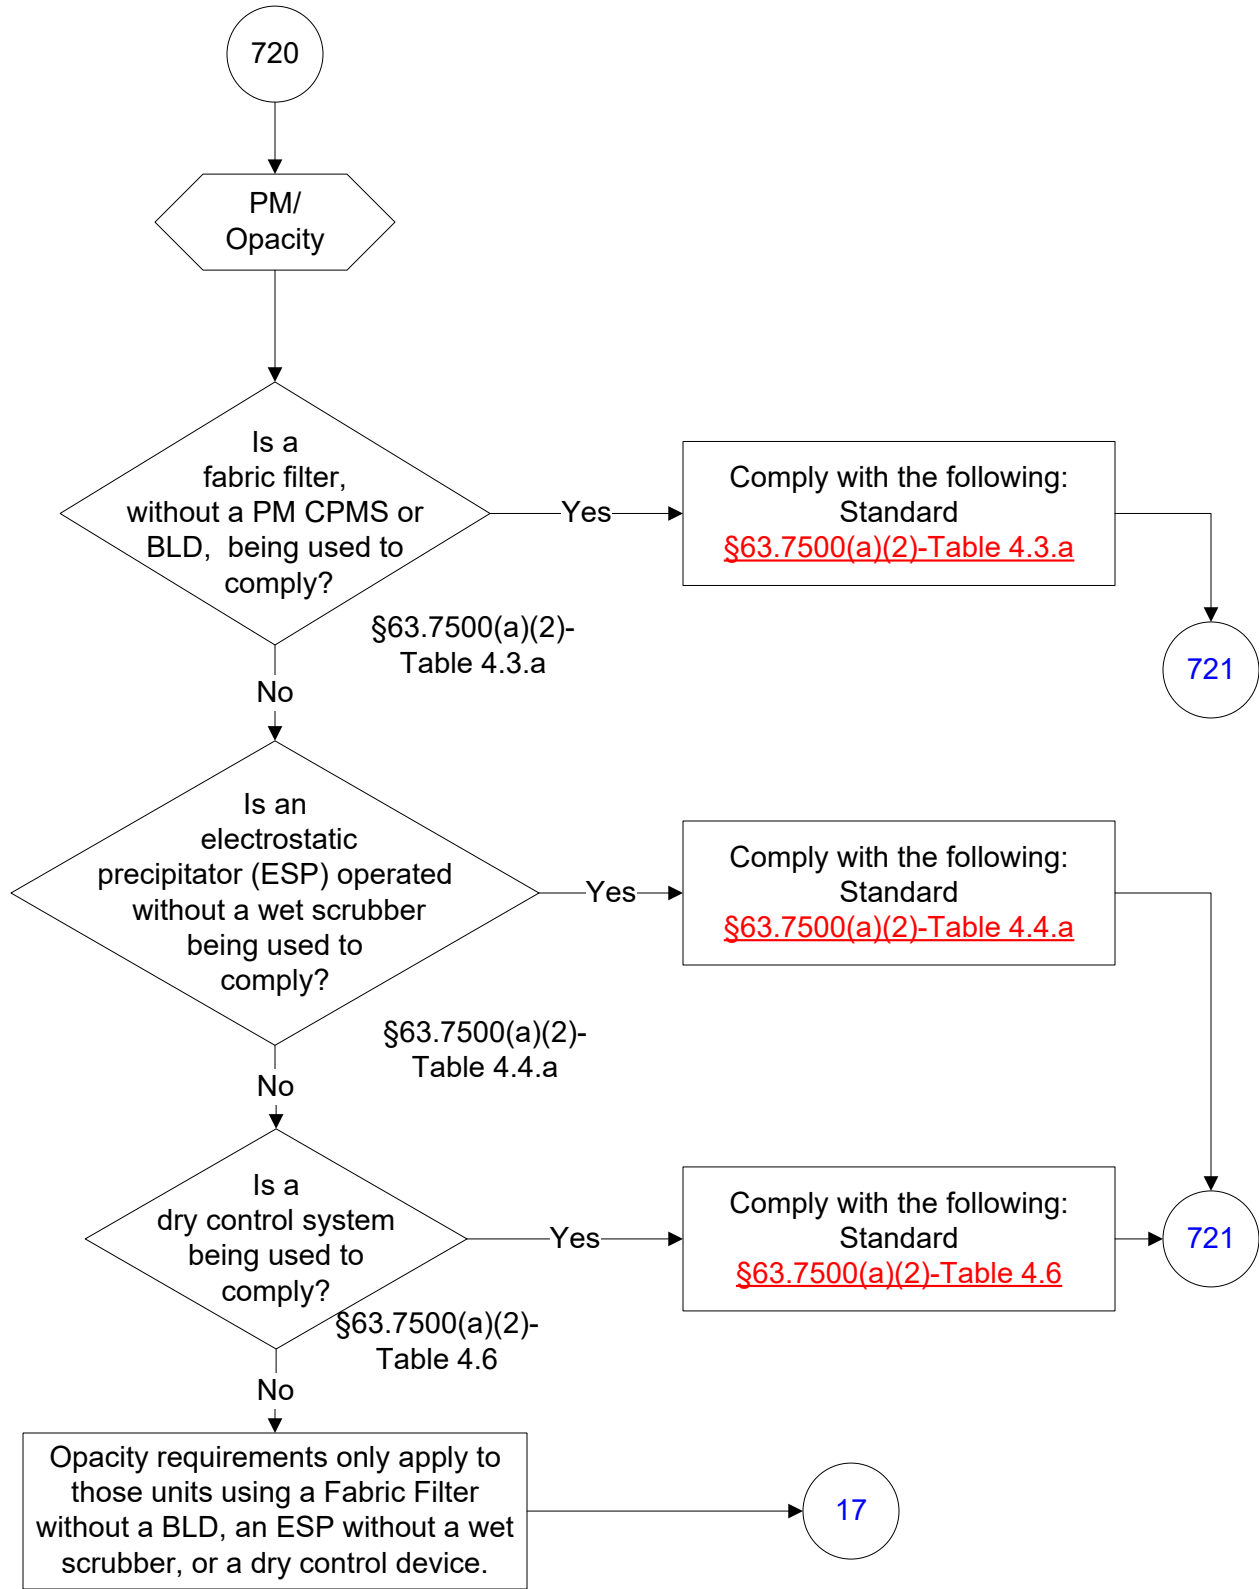 720
PM/
Opacity
Is a
fabric filter,
without a PM CPMS or
BLD,  being used to
comply?
Yes
Comply with the following:
Standard
§63.7500(a)(2)-Table 4.3.a
§63.7500(a)(2)-
Table 4.3.a
721
No
Is an
electrostatic
precipitator (ESP) operated
without a wet scrubber
being used to
comply?
Yes
Comply with the following:
Standard
§63.7500(a)(2)-Table 4.4.a
§63.7500(a)(2)-
Table 4.4.a
No
Is a
dry control system
being used to
comply?
Yes
Comply with the following:
Standard
§63.7500(a)(2)-Table 4.6
721
§63.7500(a)(2)-
Table 4.6
No
Opacity requirements only apply to
those units using a Fabric Filter
without a BLD, an ESP without a wet
scrubber, or a dry control device.
17